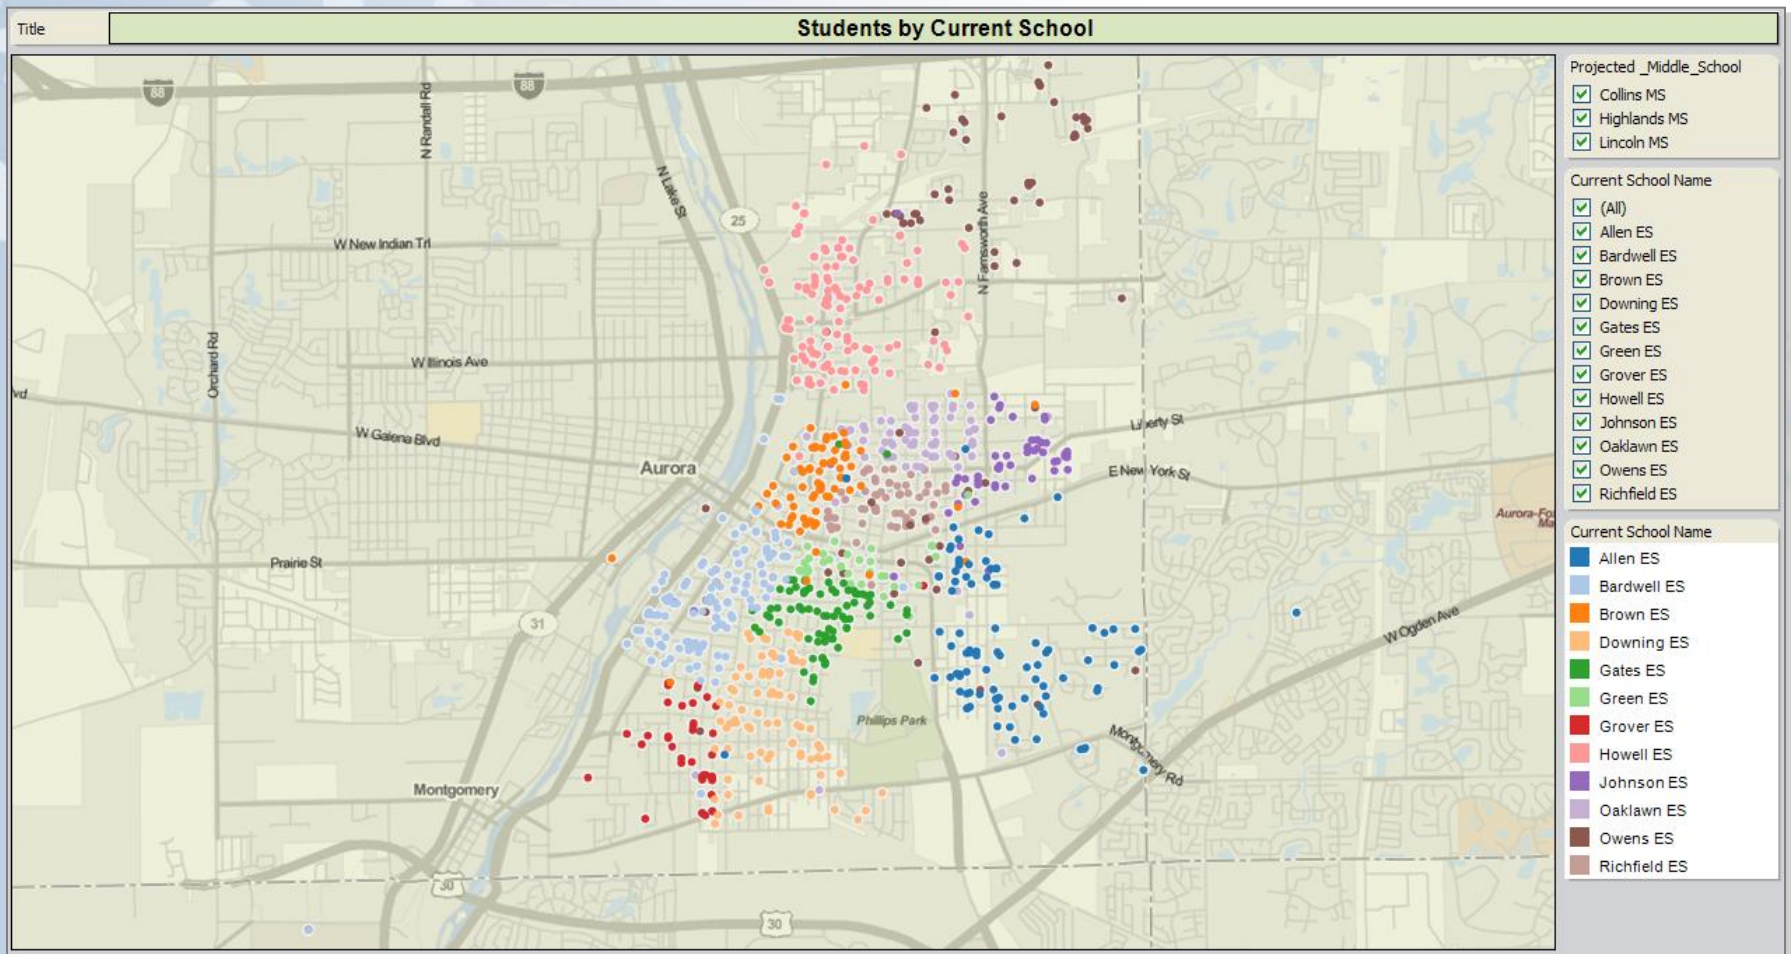 Title
Students by Current School
88
88
N Randall Rd
N Lake St
25
N Farnsworth Ave
W New Indian Trl
Orchard Rd
W Illinois Ave
vd
W Galena Blvd
Liberty St
Aurora
E New York St
Prairie St
31
W Ogden Ave
Phillips Park
Montgomery Rd
Montgomery
30
30
Projected _Middle_School
Collins MS
Highlands MS
Lincoln MS
Current School Name
(All)
Allen ES
Bardwell ES
Brown ES
Downing ES
Gates ES
Green ES
Grover ES
Howell ES
Johnson ES
Oaklawn ES
Owens ES
Richfield ES
Current School Name
Allen ES
Bardwell ES
Brown ES
Downing ES
Gates ES
Green ES
Grover ES
Howell ES
Johnson ES
Oaklawn ES
Owens ES
Richfield ES